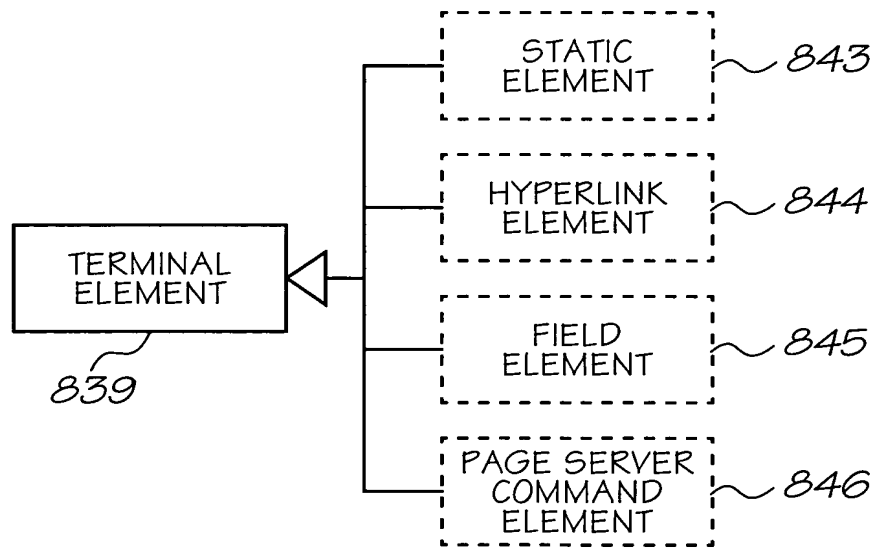 STATIC
ELEMENT
843
HYPERLINK
ELEMENT
844
TERMINAL
ELEMENT
839
FIELD
ELEMENT
845
PAGE SERVER
COMMAND
ELEMENT
846